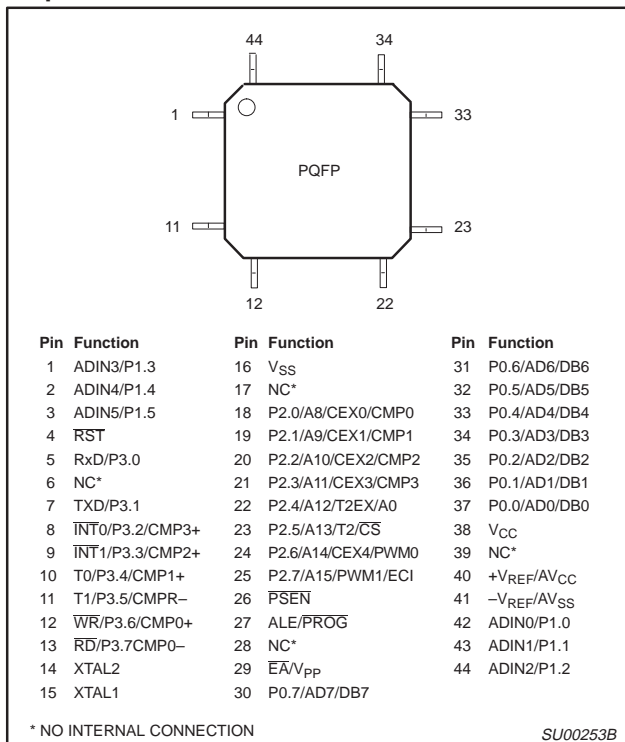 44 34
1 33
PQFP
11 23
12 22
Pin Function Pin Function Pin Function
1 ADIN3/P1.3 16 VSS 31 P0.6/AD6/DB6
2 ADIN4/P1.4 17 NC* 32 P0.5/AD5/DB5
3 ADIN5/P1.5 18 P2.0/A8/CEX0/CMP0 33 P0.4/AD4/DB4
4 R̅S̅T̅ 19 P2.1/A9/CEX1/CMP1 34 P0.3/AD3/DB3
5 RxD/P3.0 20 P2.2/A10/CEX2/CMP2 35 P0.2/AD2/DB2
6 NC* 21 P2.3/A11/CEX3/CMP3 36 P0.1/AD1/DB1
7 TXD/P3.1 22 P2.4/A12/T2EX/A0 37 P0.0/AD0/DB0
8 I̅N̅T̅0/P3.2/CMP3+ 23 P2.5/A13/T2/C̅S̅ 38 VCC
9 I̅N̅T̅1/P3.3/CMP2+ 24 P2.6/A14/CEX4/PWM0 39 NC*
10 T0/P3.4/CMP1+ 25 P2.7/A15/PWM1/ECI 40 +VREF/AVCC
11 T1/P3.5/CMPR– 26 P̅S̅E̅N̅ 41 –VREF/AVSS
12 W̅R̅/P3.6/CMP0+ 27 ALE/P̅R̅O̅G̅ 42 ADIN0/P1.0
13 R̅D̅/P3.7CMP0– 28 NC* 43 ADIN1/P1.1
14 XTAL2 29 E̅A̅/VPP 44 ADIN2/P1.2
15 XTAL1 30 P0.7/AD7/DB7
* NO INTERNAL CONNECTION SU00253B